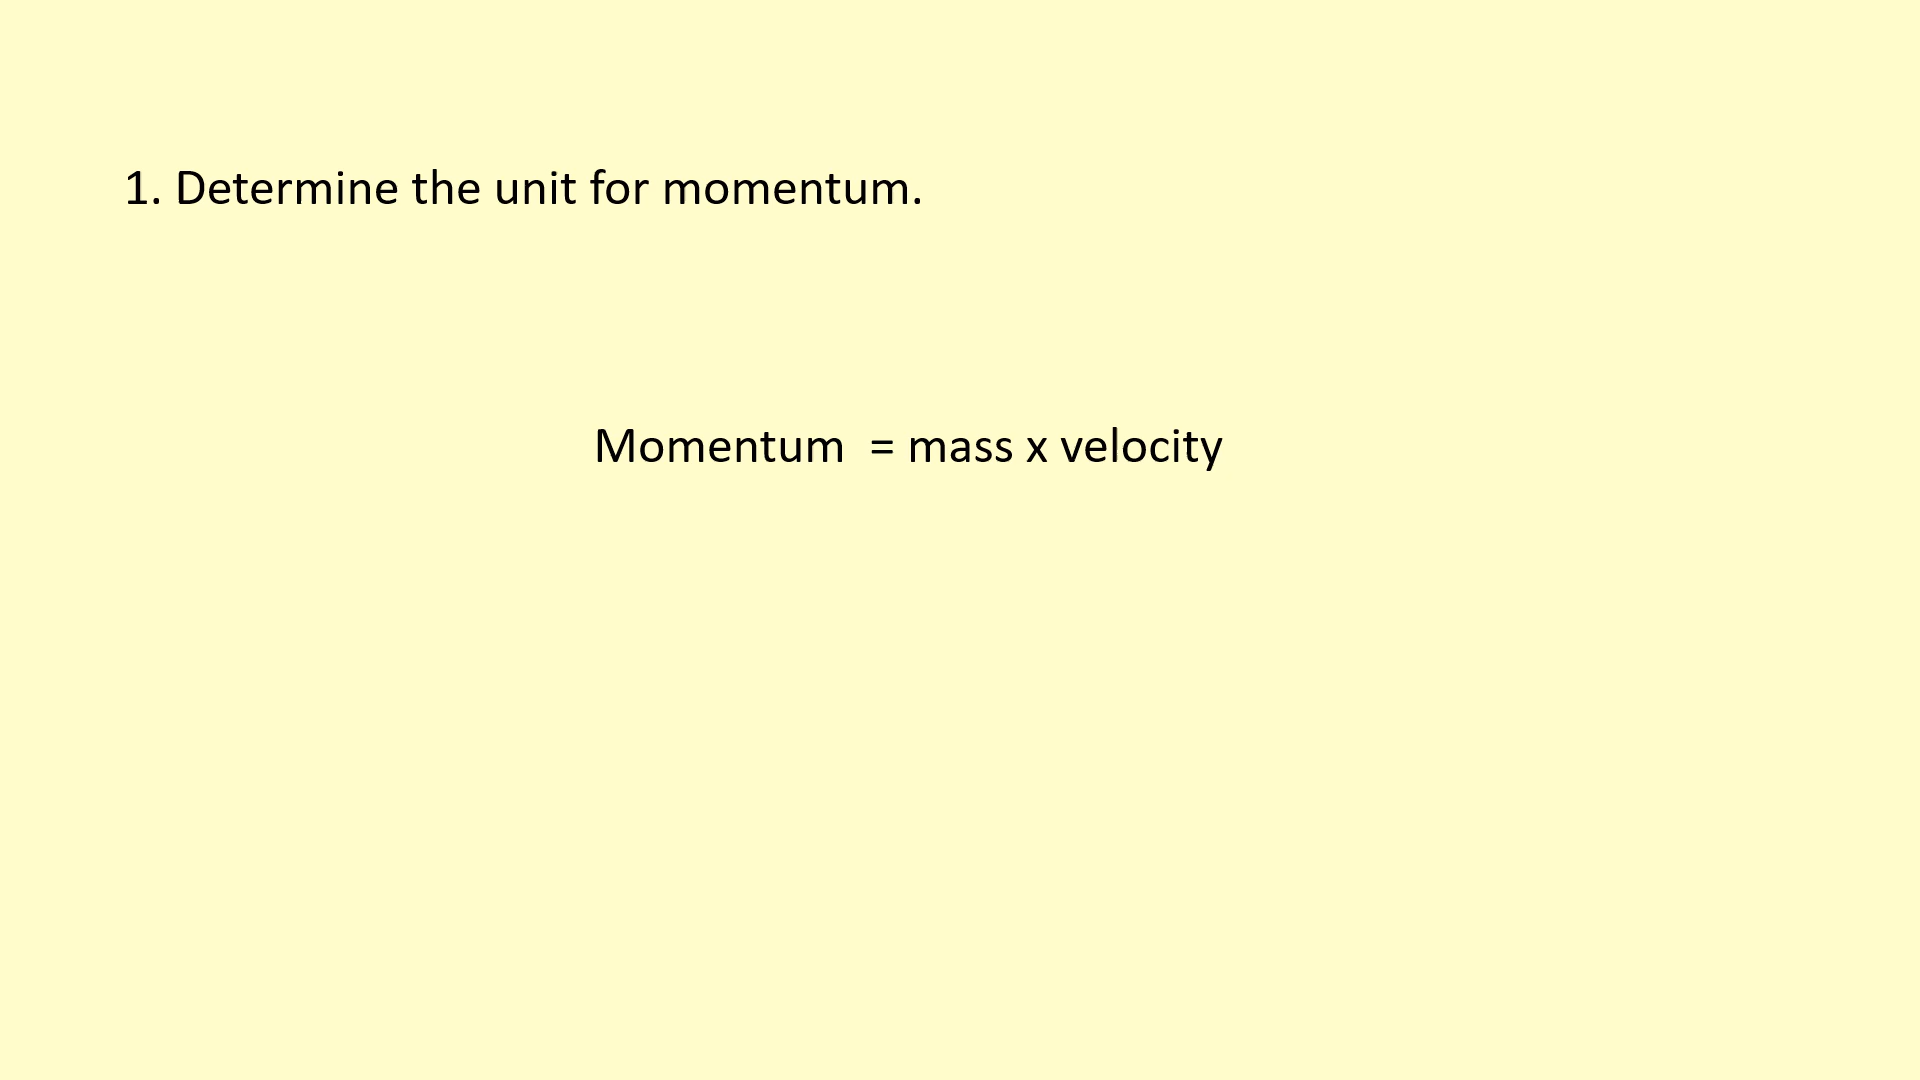 1. Determine the unit for momentum.
Momentum  = mass x velocity